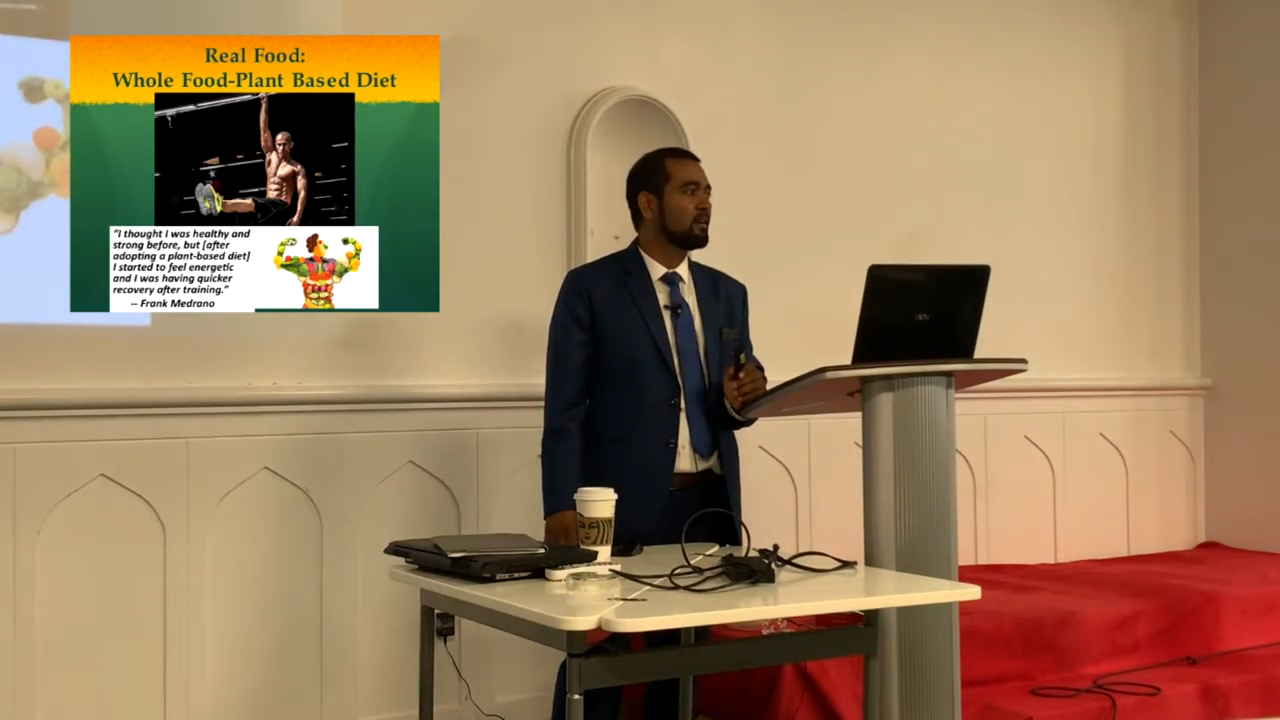 Real Food:
Whole Food-Plant Based Diet
"I thought I was healthy and
strong before, but [after
adopting a plant-based diet]
I started to feel energetic
and I was having quicker
recovery after training."
-- Frank Medrano
acer